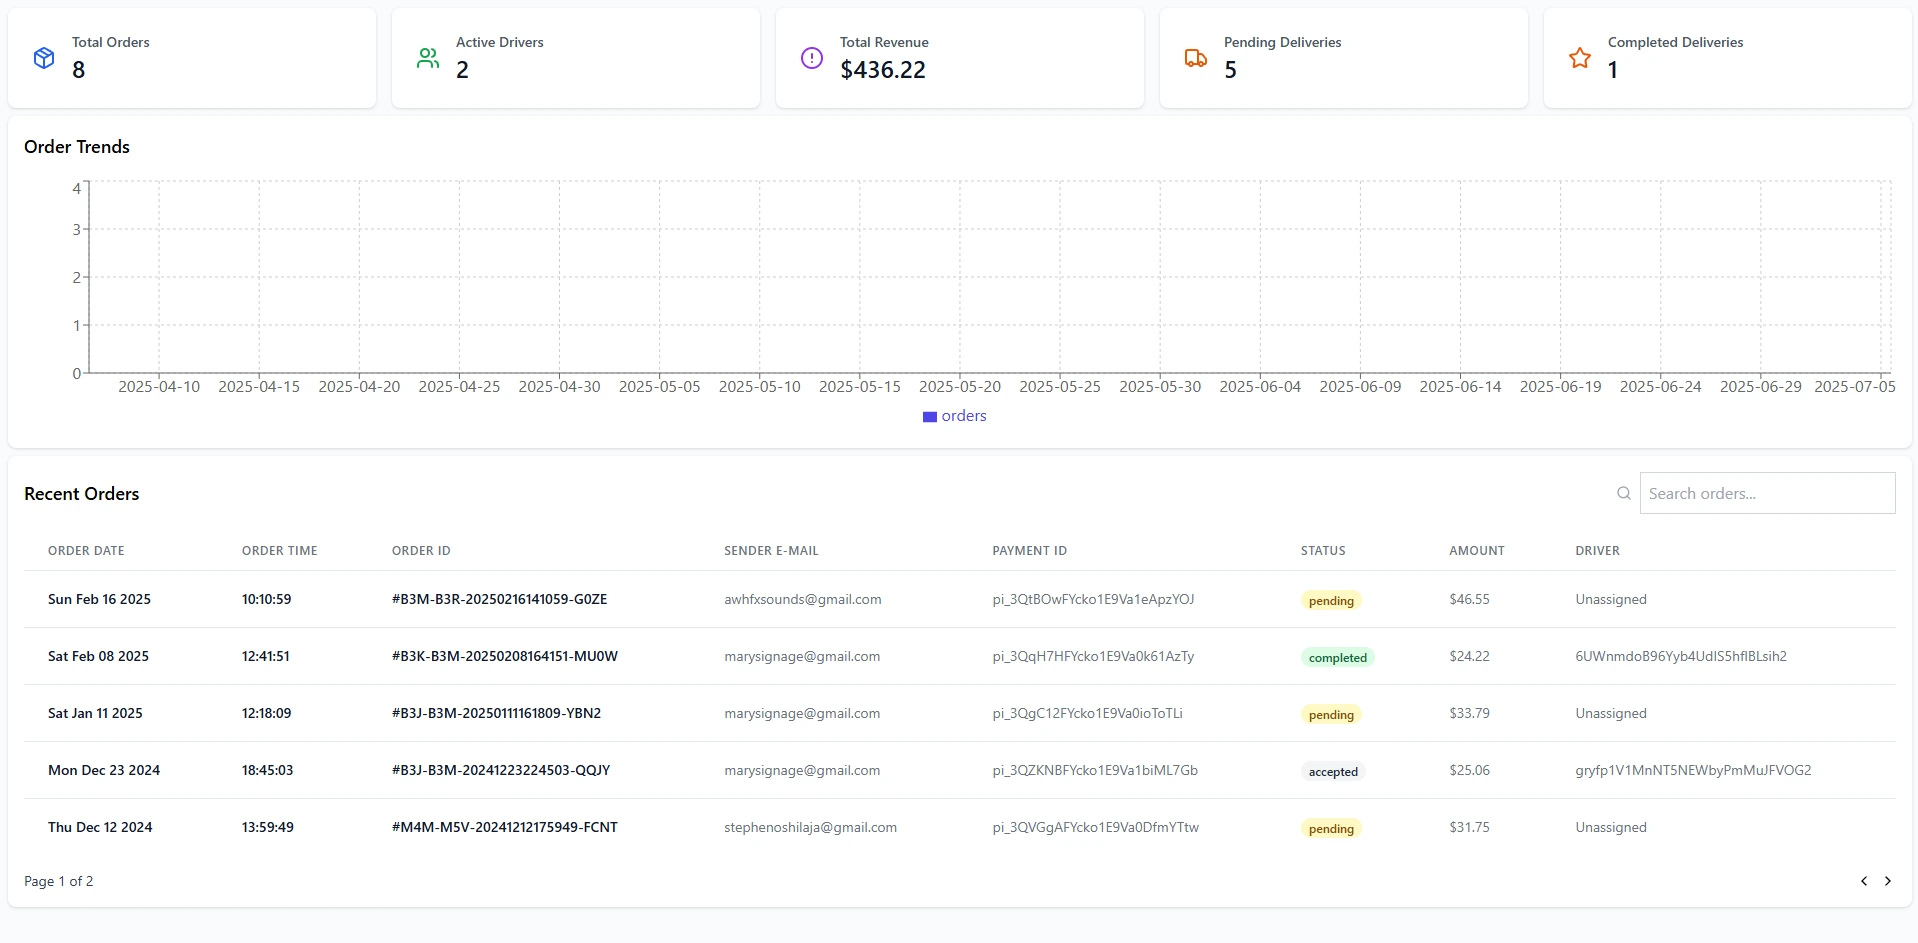 Total Orders
8
Active Drivers
2
Total Revenue
$436.22
Pending Deliveries
5
Completed Deliveries
1
Order Trends
4
3
2
1
0
2025-04-10 2025-04-15 2025-04-20 2025-04-25 2025-04-30 2025-05-05 2025-05-10 2025-05-15 2025-05-20 2025-05-25 2025-05-30 2025-06-04 2025-06-09 2025-06-14 2025-06-19 2025-06-24 2025-06-29 2025-07-05
orders
Recent Orders
Search orders...
ORDER DATE ORDER TIME ORDER ID SENDER E-MAIL PAYMENT ID STATUS AMOUNT DRIVER
Sun Feb 16 2025 10:10:59 #B3M-B3R-20250216141059-G0ZE awhfxsounds@gmail.com pi_3QtBOwFYcko1E9Va1eApzYOJ pending $46.55 Unassigned
Sat Feb 08 2025 12:41:51 #B3K-B3M-20250208164151-MU0W marysignage@gmail.com pi_3QqH7HFYcko1E9Va0k61AzTy completed $24.22 6UWnmdoB96Yyb4UdIS5hfIBLsih2
Sat Jan 11 2025 12:18:09 #B3J-B3M-20250111161809-YBN2 marysignage@gmail.com pi_3QgC12FYcko1E9Va0ioToTLi pending $33.79 Unassigned
Mon Dec 23 2024 18:45:03 #B3J-B3M-20241223224503-QQJY marysignage@gmail.com pi_3QZKNBFYcko1E9Va1biML7Gb accepted $25.06 gryfp1V1MnNT5NEWbyPmMuJFVOG2
Thu Dec 12 2024 13:59:49 #M4M-M5V-20241212175949-FCNT stephenoshilaja@gmail.com pi_3QVGgAFYcko1E9Va0DfmYTtw pending $31.75 Unassigned
Page 1 of 2